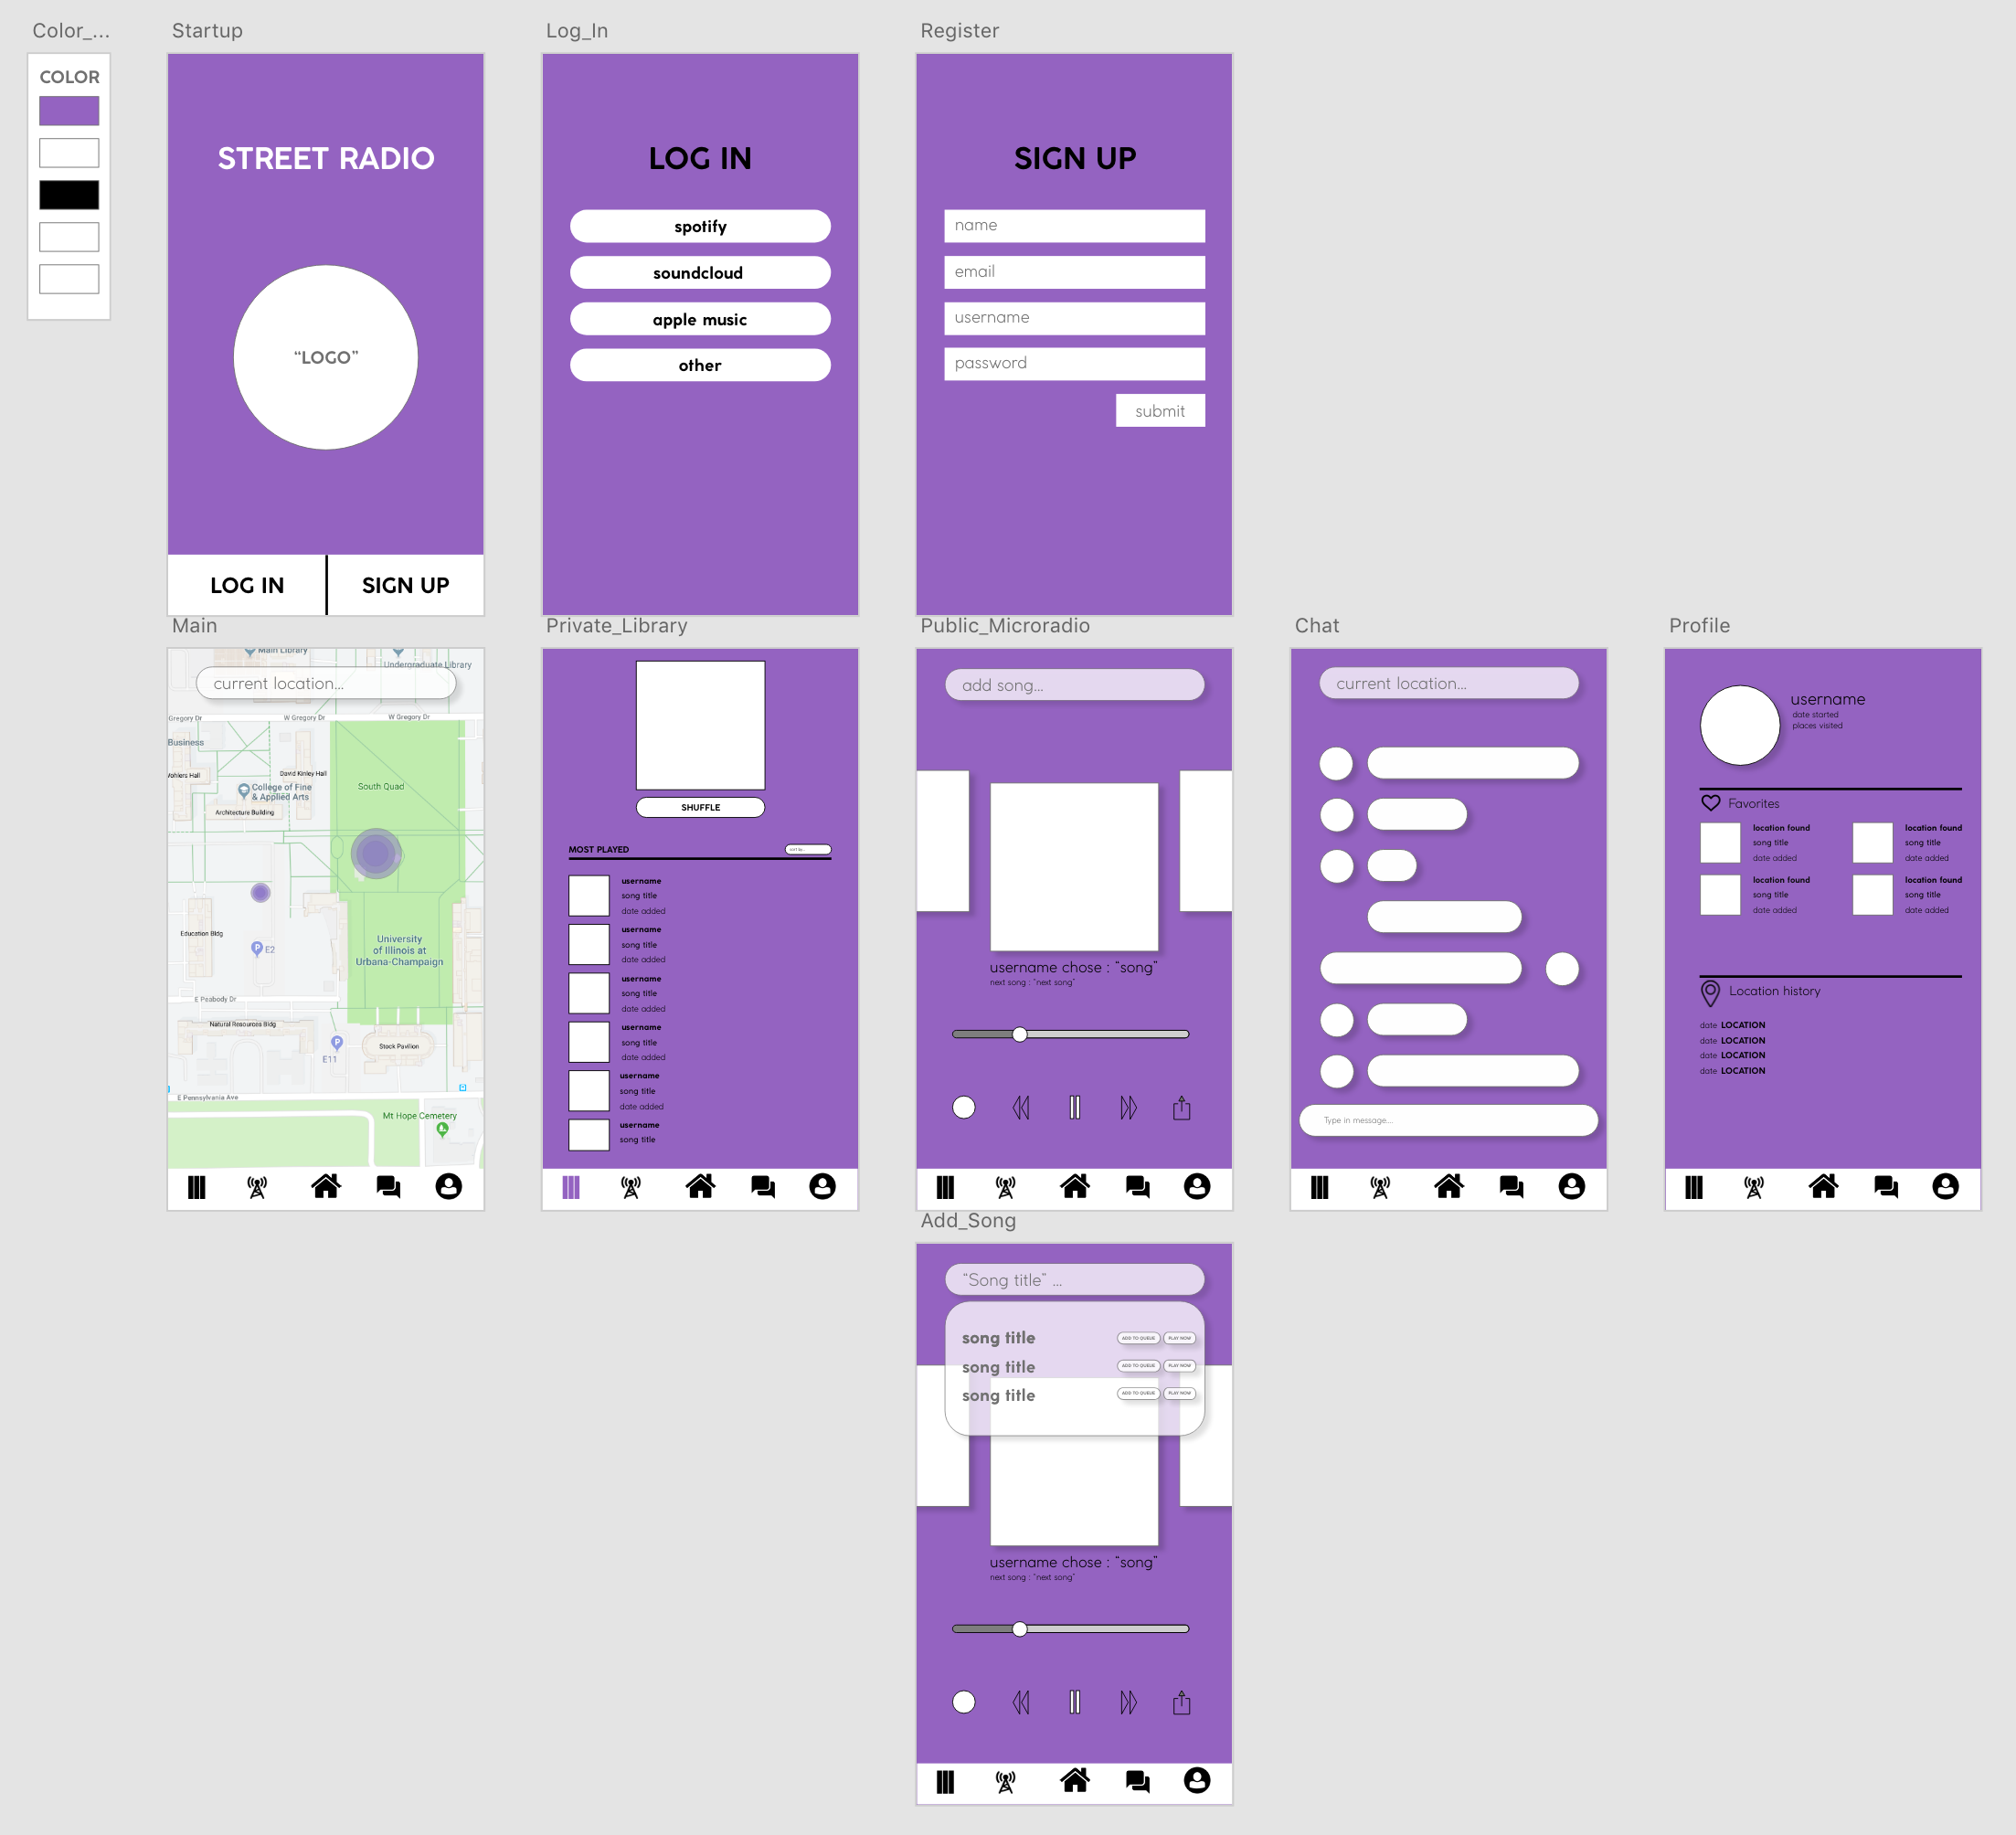 Color_...
COLOR
Startup
STREET RADIO
“LOGO”
LOG IN
SIGN UP
Log_In
LOG IN
spotify
soundcloud
apple music
other
Register
SIGN UP
name
email
username
password
submit
Main
Main Library
Undergraduate Library
current location...
Gregory Dr
W Gregory Dr
W Gregory Dr
Business
Wohlers Hall
David Kinley Hall
College of Fine
& Applied Arts
Architecture Building
South Quad
Education Bldg
E2
University
of Illinois at
Urbana-Champaign
E Peabody Dr
Natural Resources Bldg
E11
Stock Pavilion
E Pennsylvania Ave
Mt Hope Cemetery
Private_Library
SHUFFLE
MOST PLAYED
username
song title
date added
username
song title
date added
username
song title
date added
username
song title
date added
username
song title
date added
username
song title
Public_Microradio
add song...
username chose : “song”
next song : “next song”
Chat
current location...
Type in message...
Profile
username
date started
places visited
Favorites
location found
song title
date added
location found
song title
date added
location found
song title
date added
location found
song title
date added
Location history
date LOCATION
date LOCATION
date LOCATION
date LOCATION
Add_Song
“Song title” ...
song title ADD TO QUEUE PLAY NOW
song title ADD TO QUEUE PLAY NOW
song title ADD TO QUEUE PLAY NOW
username chose : “song”
next song : “next song”